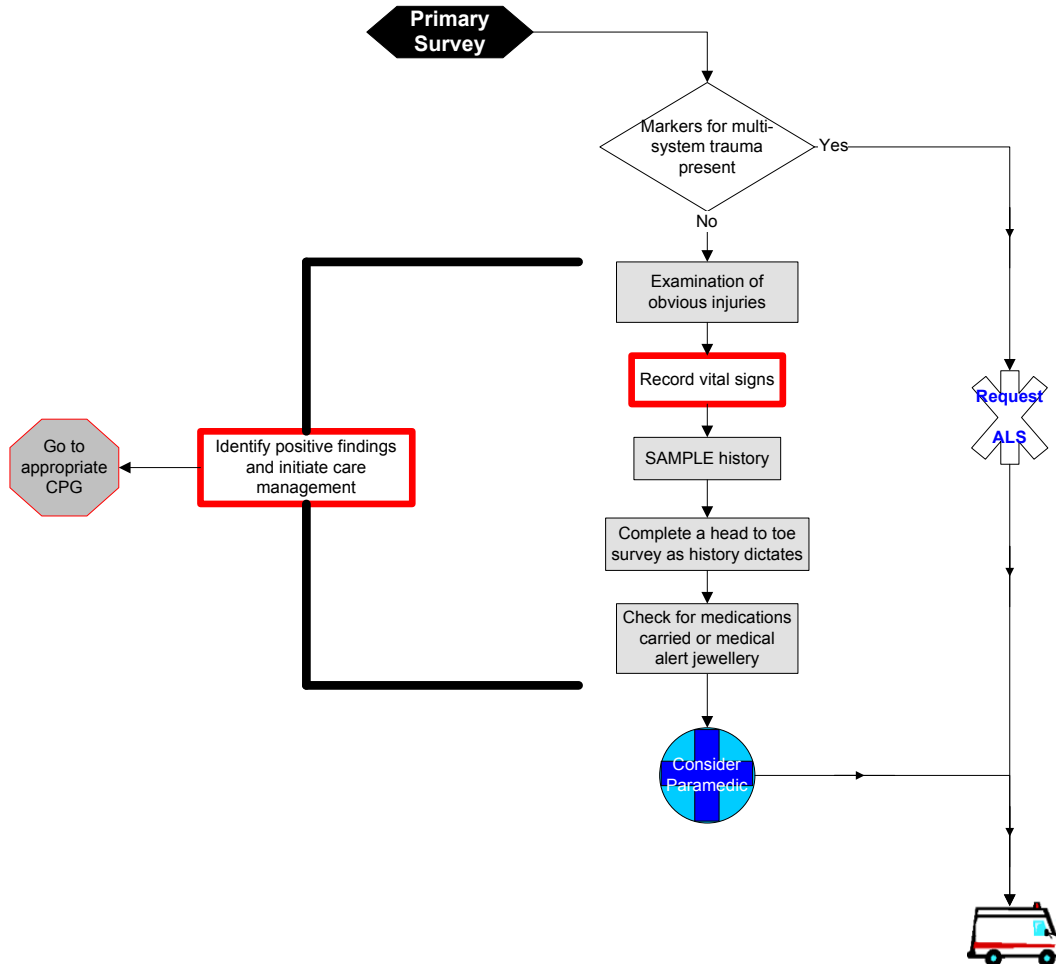 Primary
Survey
Markers for multi-
system trauma
present
Yes
No
Examination of
obvious injuries
Record vital signs
Request
ALS
SAMPLE history
Go to
appropriate
CPG
Identify positive findings
and initiate care
management
Complete a head to toe
survey as history dictates
Check for medications
carried or medical
alert jewellery
Consider
Paramedic